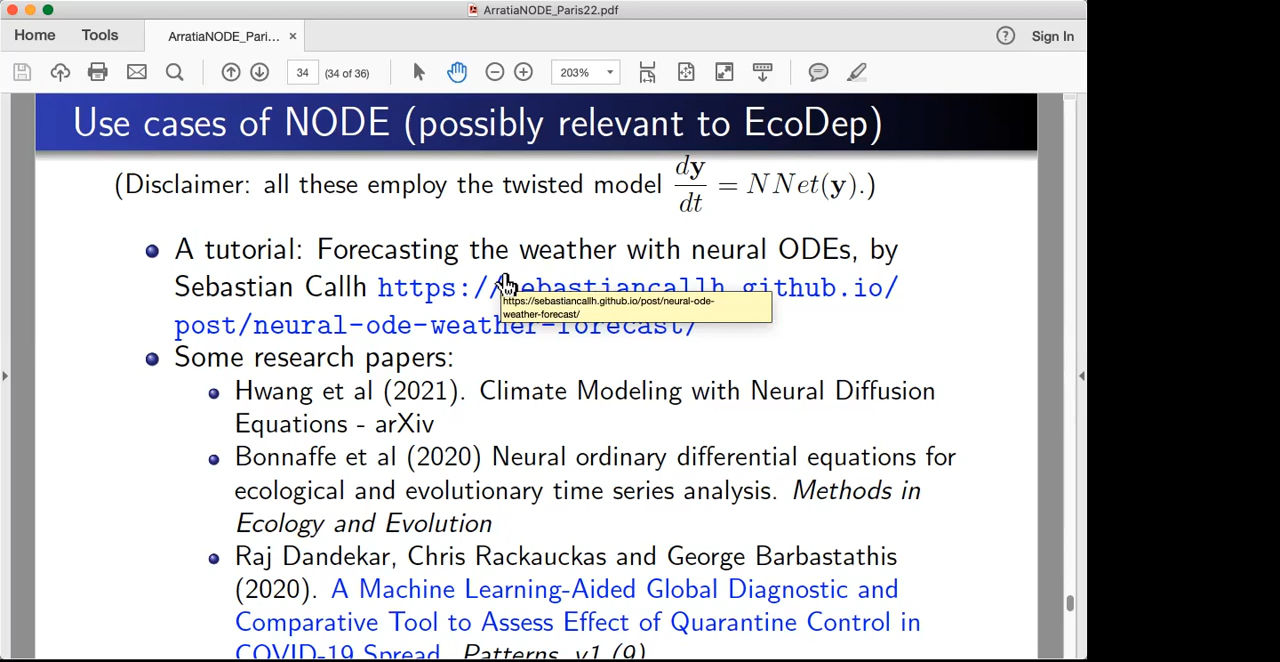 ArratiaNODE_Paris22.pdf
Home Tools ArratiaNODE_Pari... × ? Sign In
34 (34 of 36) 203%
Use cases of NODE (possibly relevant to EcoDep)
(Disclaimer: all these employ the twisted model dy/dt = NNet(y).)
A tutorial: Forecasting the weather with neural ODEs, by
Sebastian Callh https://sebastiancallh.github.io/
https://sebastiancallh.github.io/post/neural-ode-
weather-forecast/
post/neural-ode-weather-forecast/
Some research papers:
Hwang et al (2021). Climate Modeling with Neural Diffusion
Equations - arXiv
Bonnaffe et al (2020) Neural ordinary differential equations for
ecological and evolutionary time series analysis. Methods in
Ecology and Evolution
Raj Dandekar, Chris Rackauckas and George Barbastathis
(2020). A Machine Learning-Aided Global Diagnostic and
Comparative Tool to Assess Effect of Quarantine Control in
COVID-19 Spread. Patterns, v1 (9)